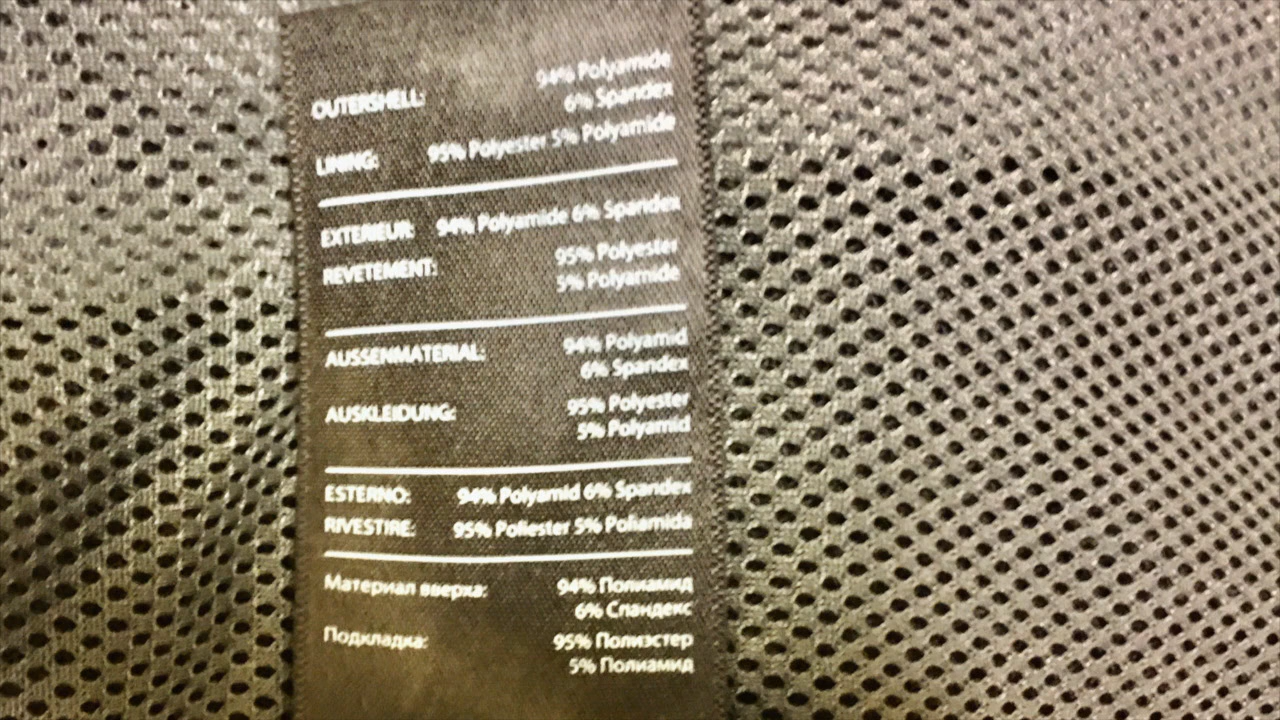 94% Polyamide
OUTERSHELL: 6% Spandex
LINING: 95% Polyester 5% Polyamide
EXTERIEUR: 94% Polyamide 6% Spandex
REVETEMENT: 95% Polyester
5% Polyamide
AUSSENMATERIAL: 94% Polyamid
6% Spandex
AUSKLEIDUNG: 95% Polyester
5% Polyamid
ESTERNO: 94% Polyamid 6% Spandex
RIVESTIRE: 95% Poliester 5% Poliamida
Материал вверха: 94% Полиамид
6% Спандекс
Подкладка: 95% Полиэстер
5% Полиамид